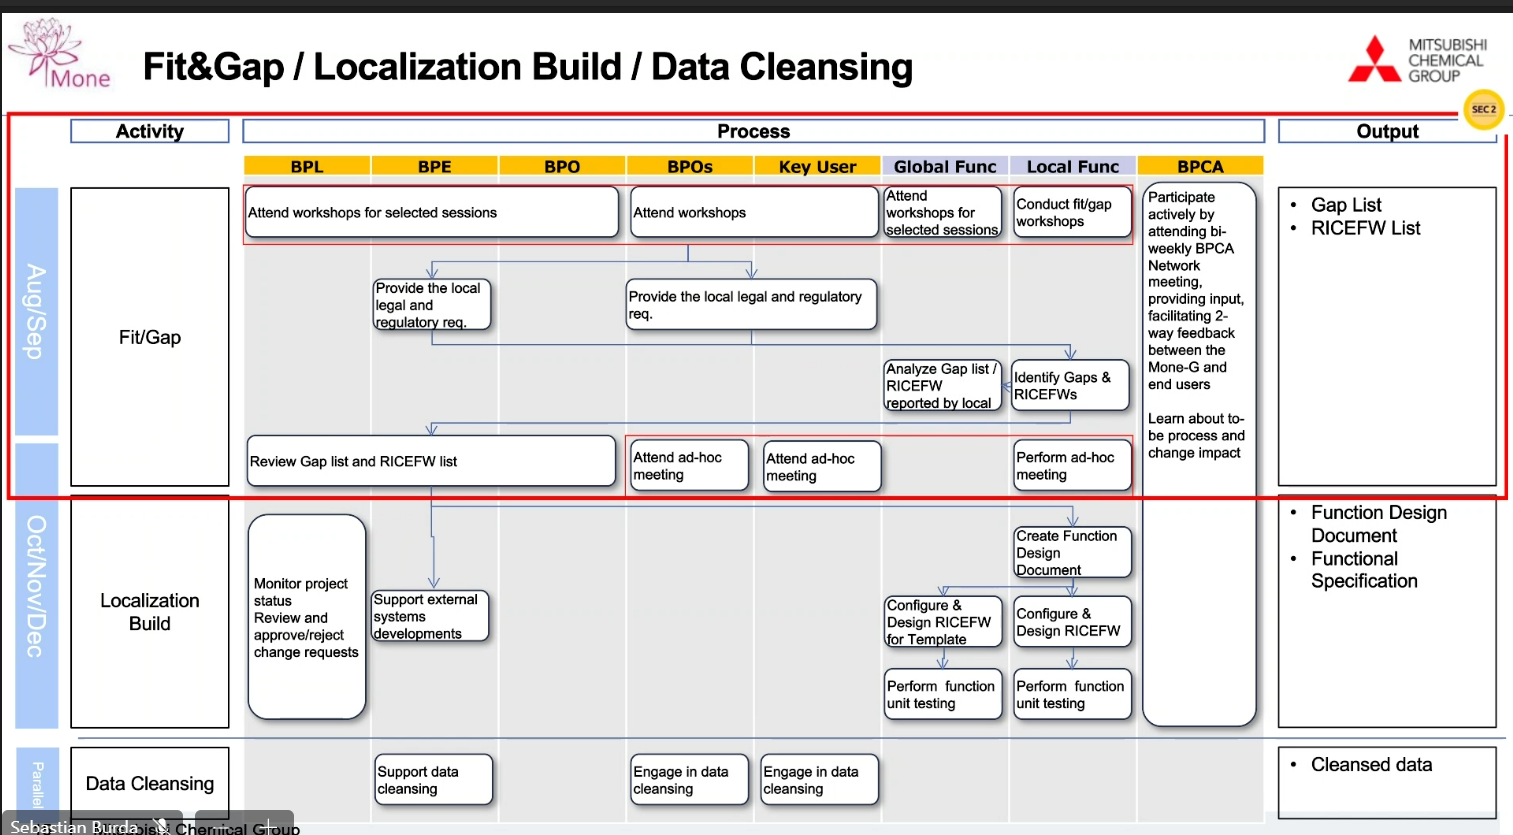 Mone
Fit&Gap / Localization Build / Data Cleansing
MITSUBISHI
CHEMICAL
GROUP
SEC 2
Activity
Process
Output
BPL
BPE
BPO
BPOs
Key User
Global Func
Local Func
BPCA
Aug/Sep
Fit/Gap
Attend workshops for selected sessions
Attend workshops
Attend
workshops for
selected sessions
Conduct fit/gap
workshops
Participate
actively by
attending bi-
weekly BPCA
Network
meeting,
providing input,
facilitating 2-
way feedback
between the
Mone-G and
end users
Learn about to-
be process and
change impact
• Gap List
• RICEFW List
Provide the local
legal and
regulatory req.
Provide the local legal and regulatory
req.
Analyze Gap list /
RICEFW
reported by local
Identify Gaps &
RICEFWs
Review Gap list and RICEFW list
Attend ad-hoc
meeting
Attend ad-hoc
meeting
Perform ad-hoc
meeting
Oct/Nov/Dec
Localization
Build
Monitor project
status
Review and
approve/reject
change requests
Support external
systems
developments
Create Function
Design
Document
Configure &
Design RICEFW
for Template
Configure &
Design RICEFW
Perform function
unit testing
Perform function
unit testing
• Function Design
Document
• Functional
Specification
Parallel
Data Cleansing
Support data
cleansing
Engage in data
cleansing
Engage in data
cleansing
• Cleansed data
Sebastian Burda
Chemical Group